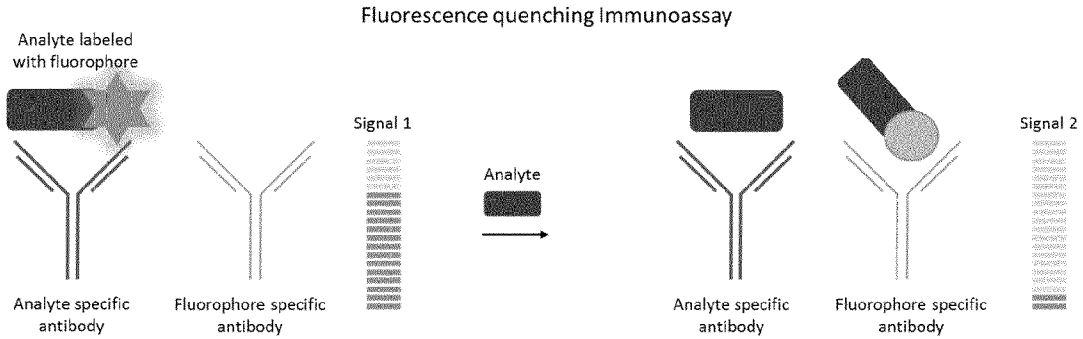 Fluorescence quenching Immunoassay
Analyte labeled
with fluorophore
Signal 1
Analyte specific
antibody
Fluorophore specific
antibody
Analyte
Signal 2
Analyte specific
antibody
Fluorophore specific
antibody